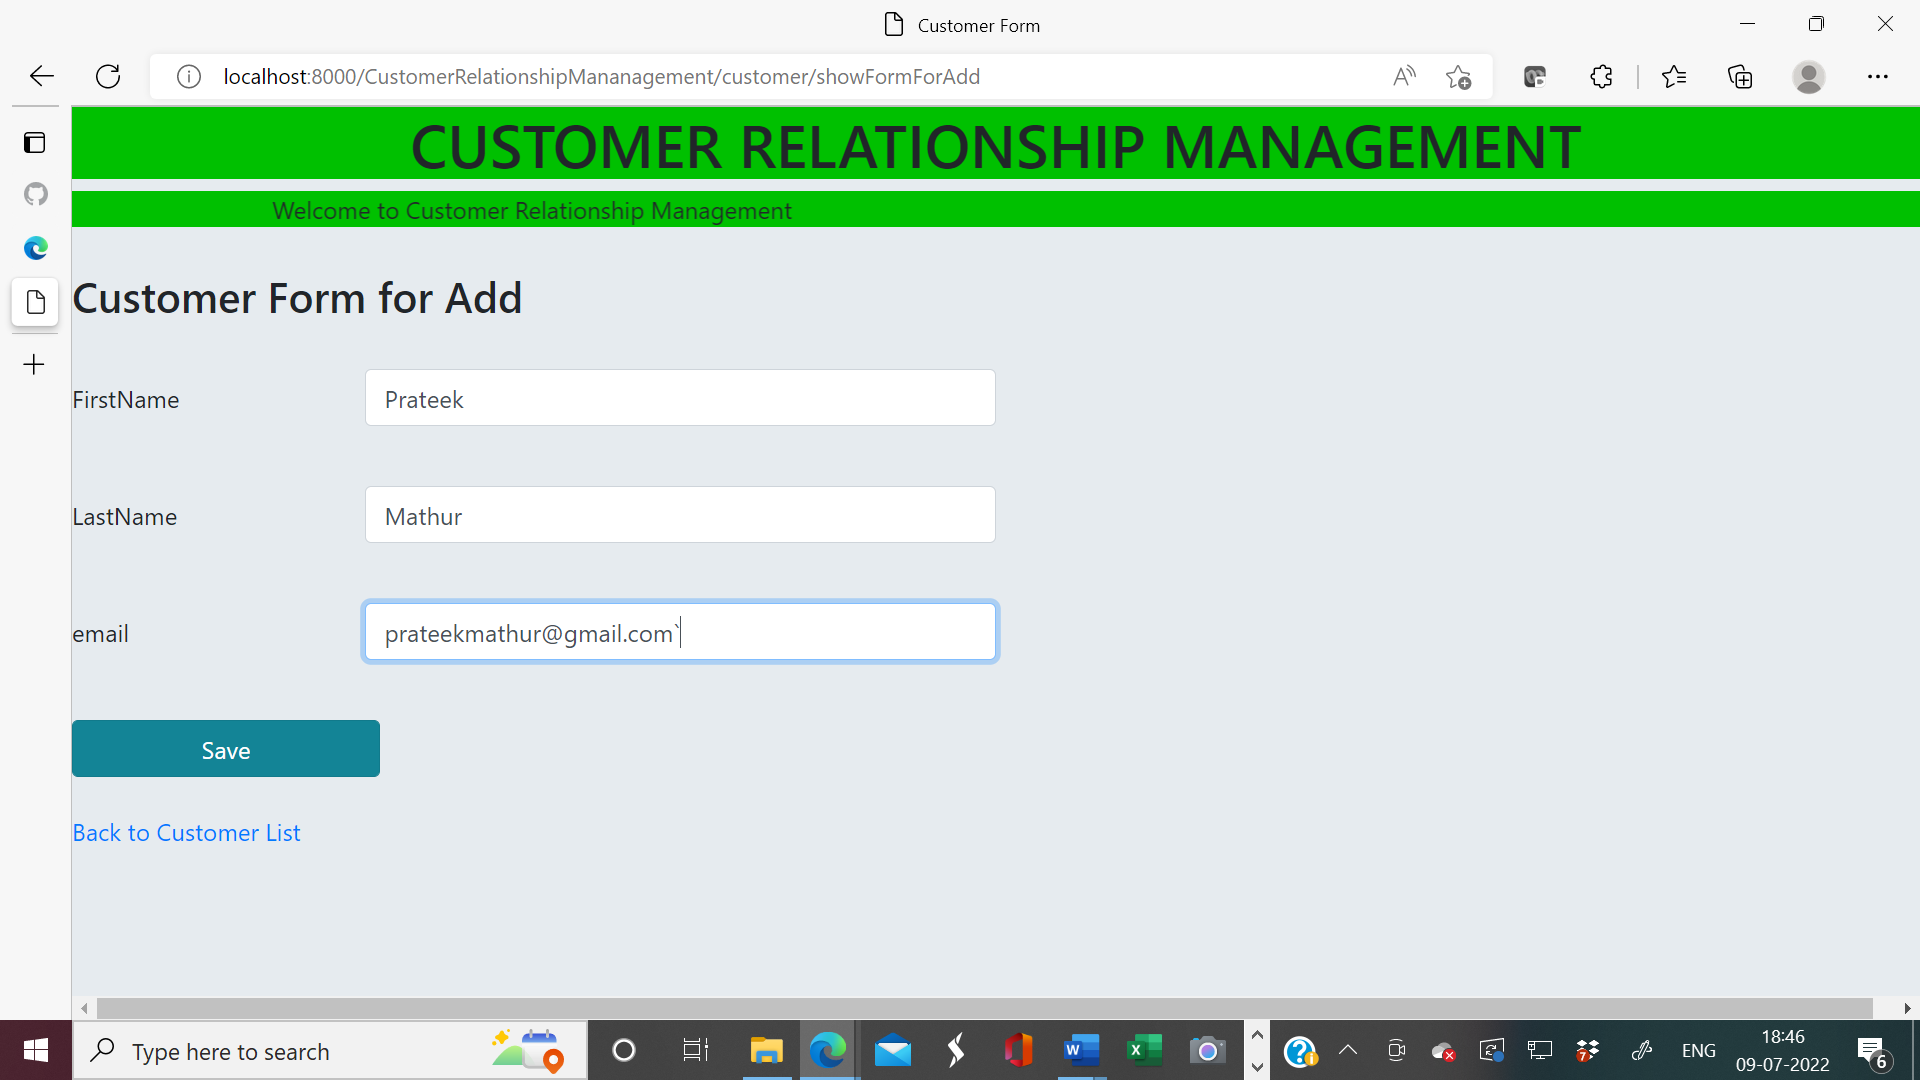 Customer Form
localhost:8000/CustomerRelationshipMananagement/customer/showFormForAdd
CUSTOMER RELATIONSHIP MANAGEMENT
Welcome to Customer Relationship Management
Customer Form for Add
FirstName
Prateek
LastName
Mathur
email
prateekmathur@gmail.com`
Save
Back to Customer List
Type here to search
ENG
18:46
09-07-2022
6